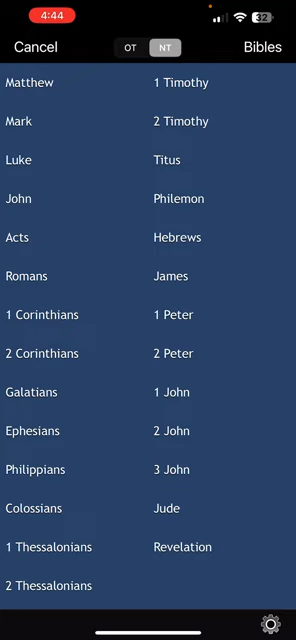 4:44
32
Cancel
OT
NT
Bibles
Matthew
Mark
Luke
John
Acts
Romans
1 Corinthians
2 Corinthians
Galatians
Ephesians
Philippians
Colossians
1 Thessalonians
2 Thessalonians
1 Timothy
2 Timothy
Titus
Philemon
Hebrews
James
1 Peter
2 Peter
1 John
2 John
3 John
Jude
Revelation